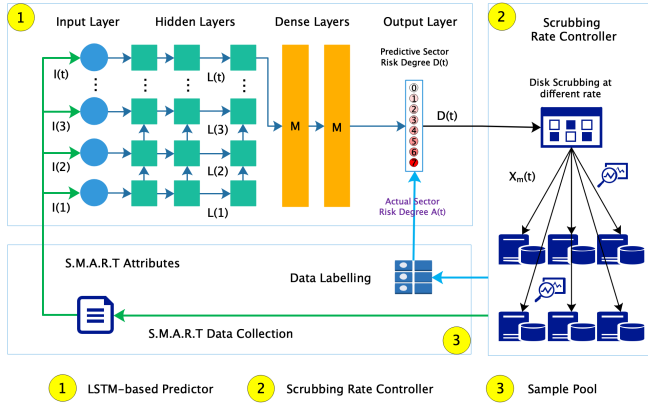 1
Input Layer
Hidden Layers
Dense Layers
Output Layer
2
Scrubbing
Rate Controller
Predictive Sector
Risk Degree D(t)
Disk Scrubbing at
different rate
I(t)
L(t)
0
1
2
3
4
5
6
7
D(t)
I(3)
L(3)
M
M
I(2)
L(2)
I(1)
L(1)
Xm(t)
Actual Sector
Risk Degree A(t)
S.M.A.R.T Attributes
Data Labelling
S.M.A.R.T Data Collection
3
1
LSTM-based Predictor
2
Scrubbing Rate Controller
3
Sample Pool